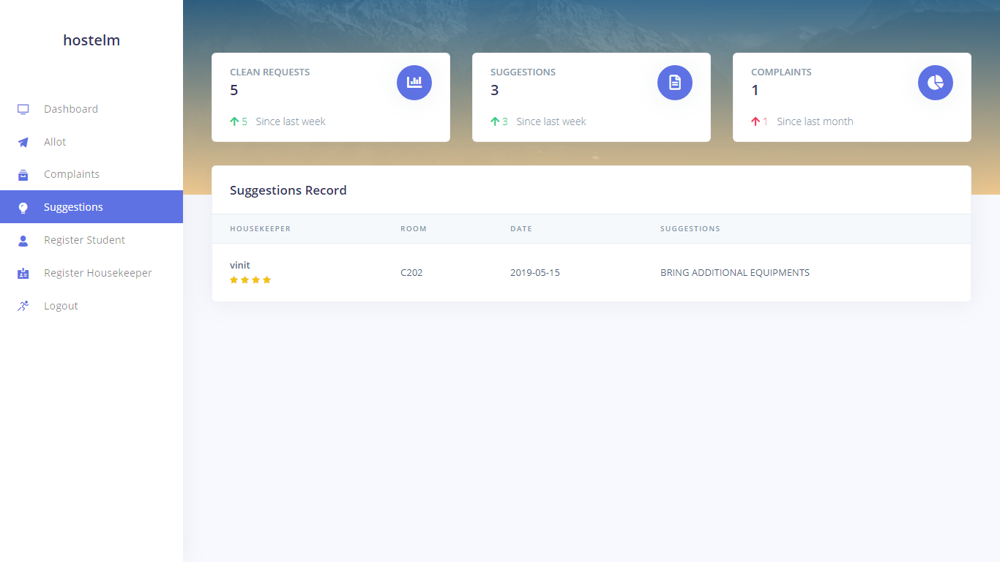 hostelm
Dashboard
Allot
Complaints
Suggestions
Register Student
Register Housekeeper
Logout
CLEAN REQUESTS
5
5 Since last week
SUGGESTIONS
3
3 Since last week
COMPLAINTS
1
1 Since last month
Suggestions Record
HOUSEKEEPER ROOM DATE SUGGESTIONS
vinit
C202 2019-05-15 BRING ADDITIONAL EQUIPMENTS